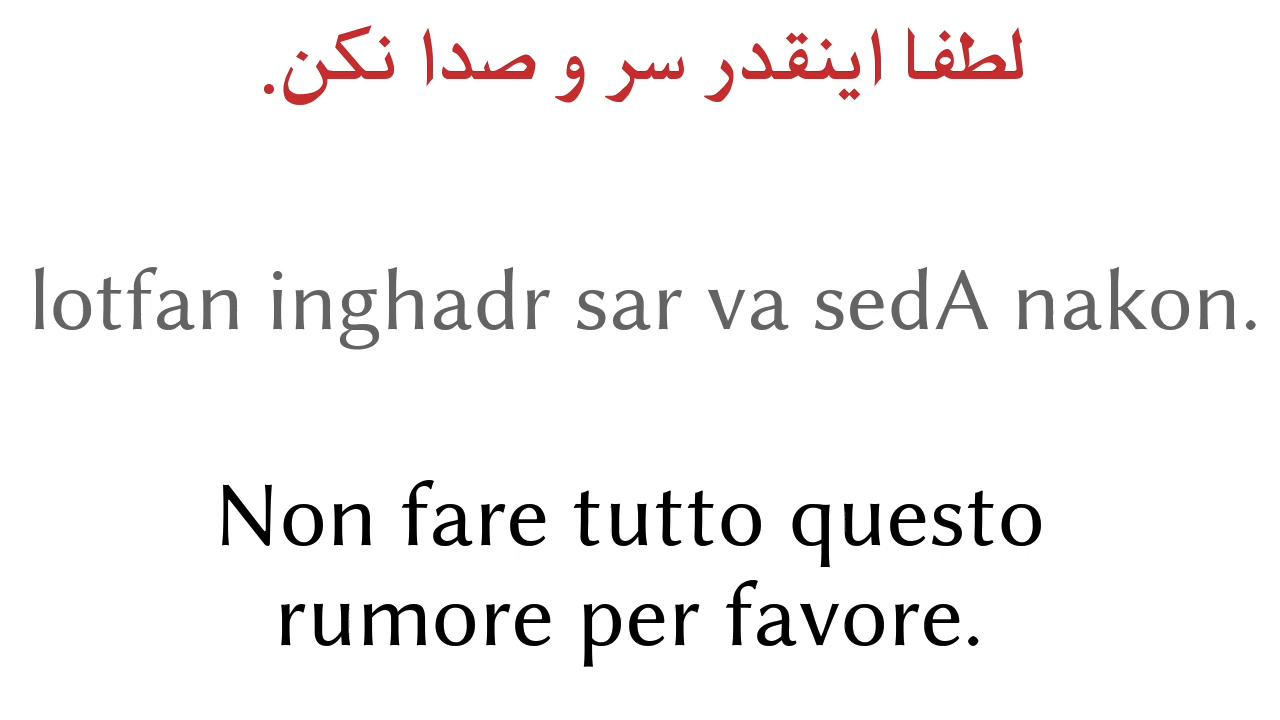 لطفا اینقدر سر و صدا نکن.
lotfan inghadr sar va sedA nakon.
Non fare tutto questo
rumore per favore.